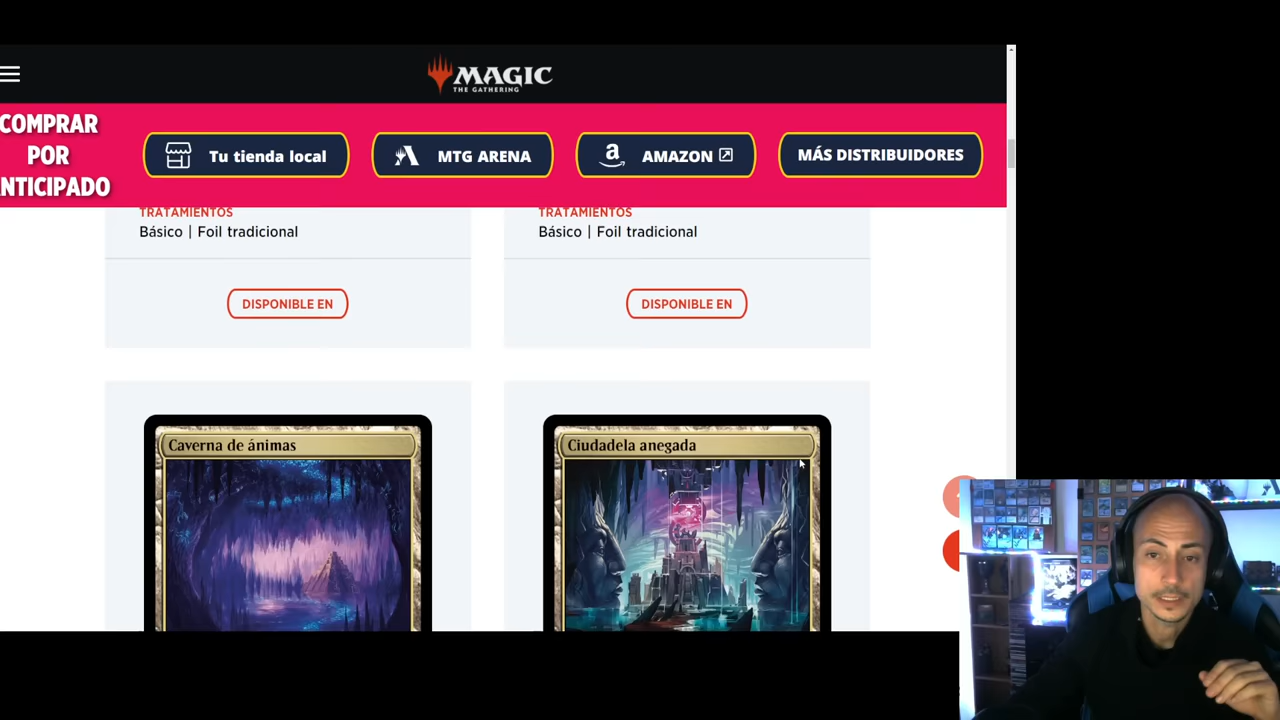 MAGIC
THE GATHERING
COMPRAR
POR
ANTICIPADO
Tu tienda local
MTG ARENA
AMAZON
MÁS DISTRIBUIDORES
TRATAMIENTOS
Básico | Foil tradicional
DISPONIBLE EN
TRATAMIENTOS
Básico | Foil tradicional
DISPONIBLE EN
Caverna de ánimas
Ciudadela anegada